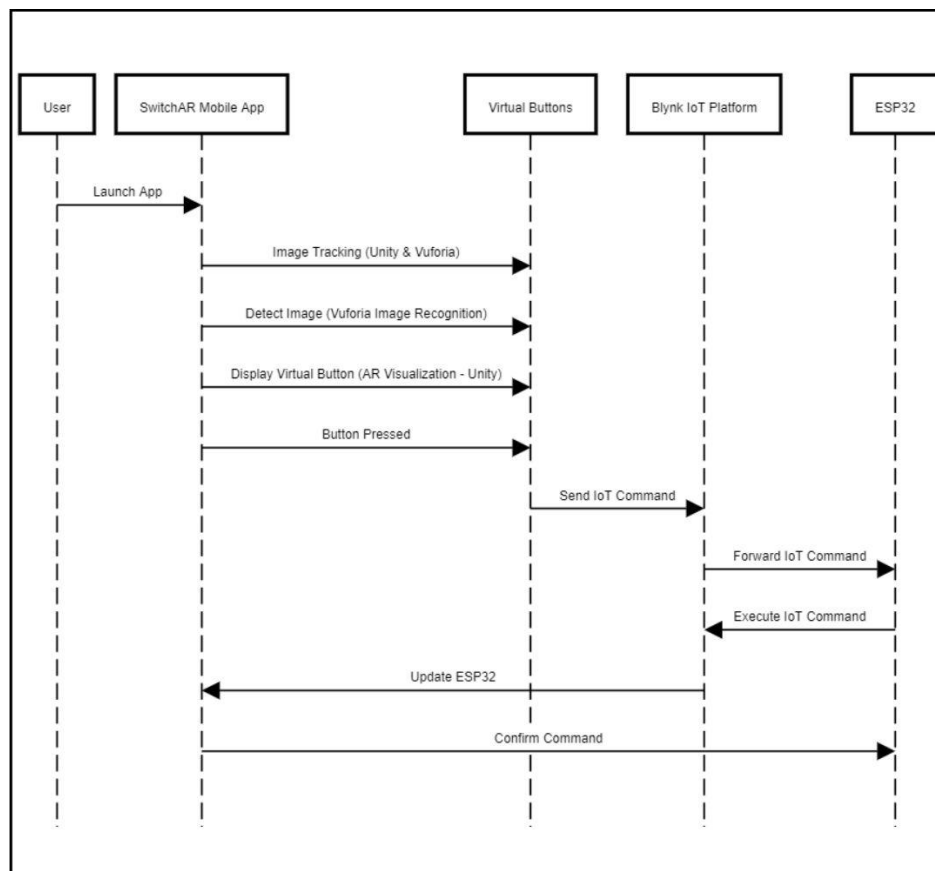 User
SwitchAR Mobile App
Virtual Buttons
Blynk IoT Platform
ESP32
Launch App
Image Tracking (Unity & Vuforia)
Detect Image (Vuforia Image Recognition)
Display Virtual Button (AR Visualization - Unity)
Button Pressed
Send IoT Command
Forward IoT Command
Execute IoT Command
Update ESP32
Confirm Command